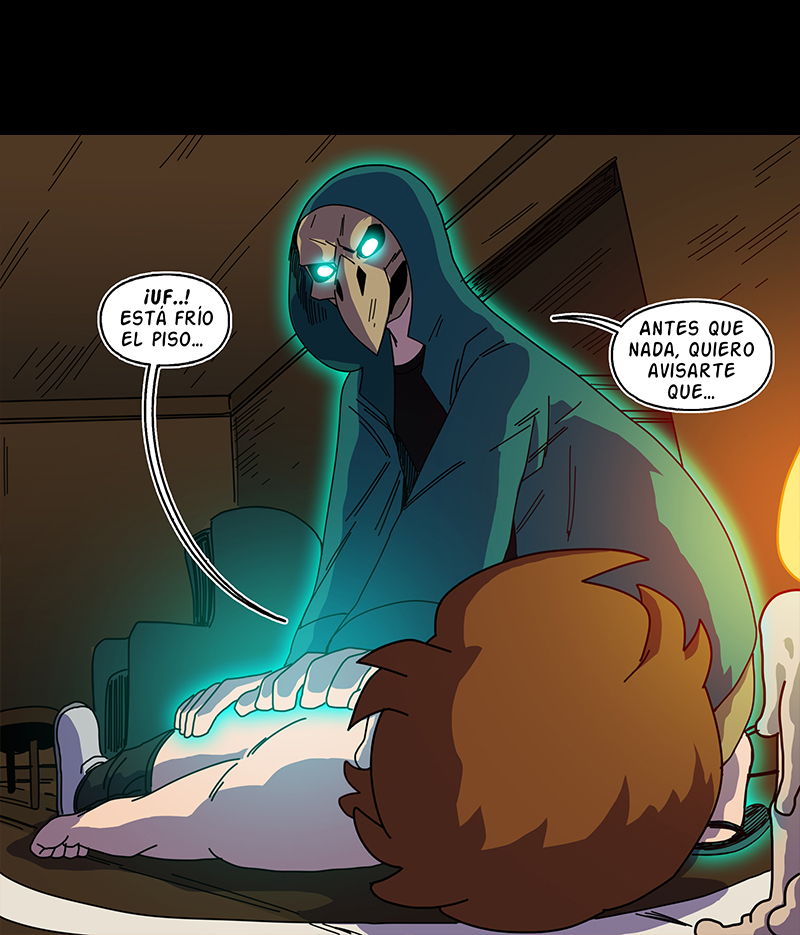 ¡UF..!
ESTÁ FRÍO
EL PISO...
ANTES QUE
NADA, QUIERO
AVISARTE
QUE...